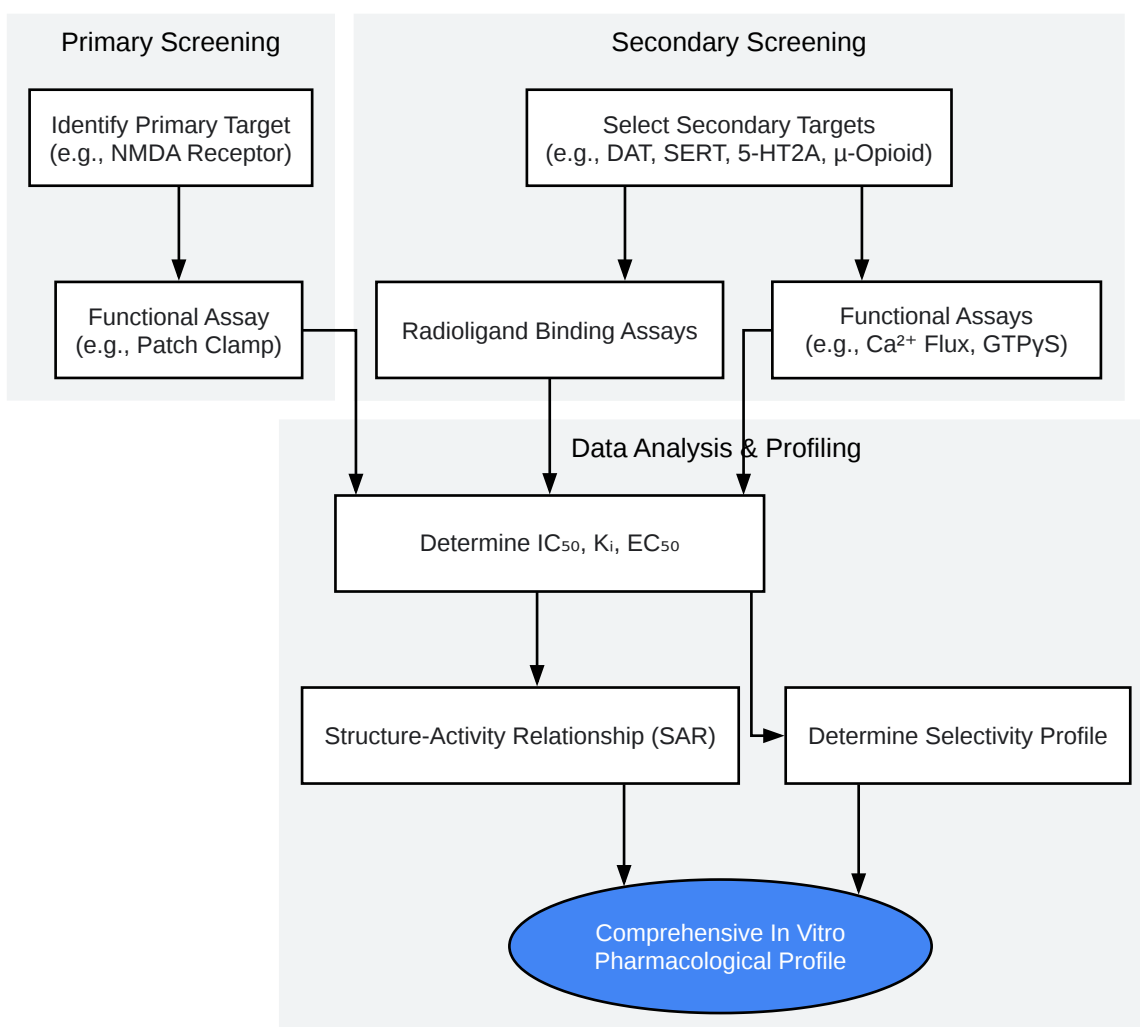 Primary Screening
Identify Primary Target
(e.g., NMDA Receptor)
Functional Assay
(e.g., Patch Clamp)
Secondary Screening
Select Secondary Targets
(e.g., DAT, SERT, 5-HT2A, µ-Opioid)
Radioligand Binding Assays
Functional Assays
(e.g., Ca²⁺ Flux, GTPγS)
Data Analysis & Profiling
Determine IC₅₀, Kᵢ, EC₅₀
Structure-Activity Relationship (SAR)
Determine Selectivity Profile
Comprehensive In Vitro
Pharmacological Profile